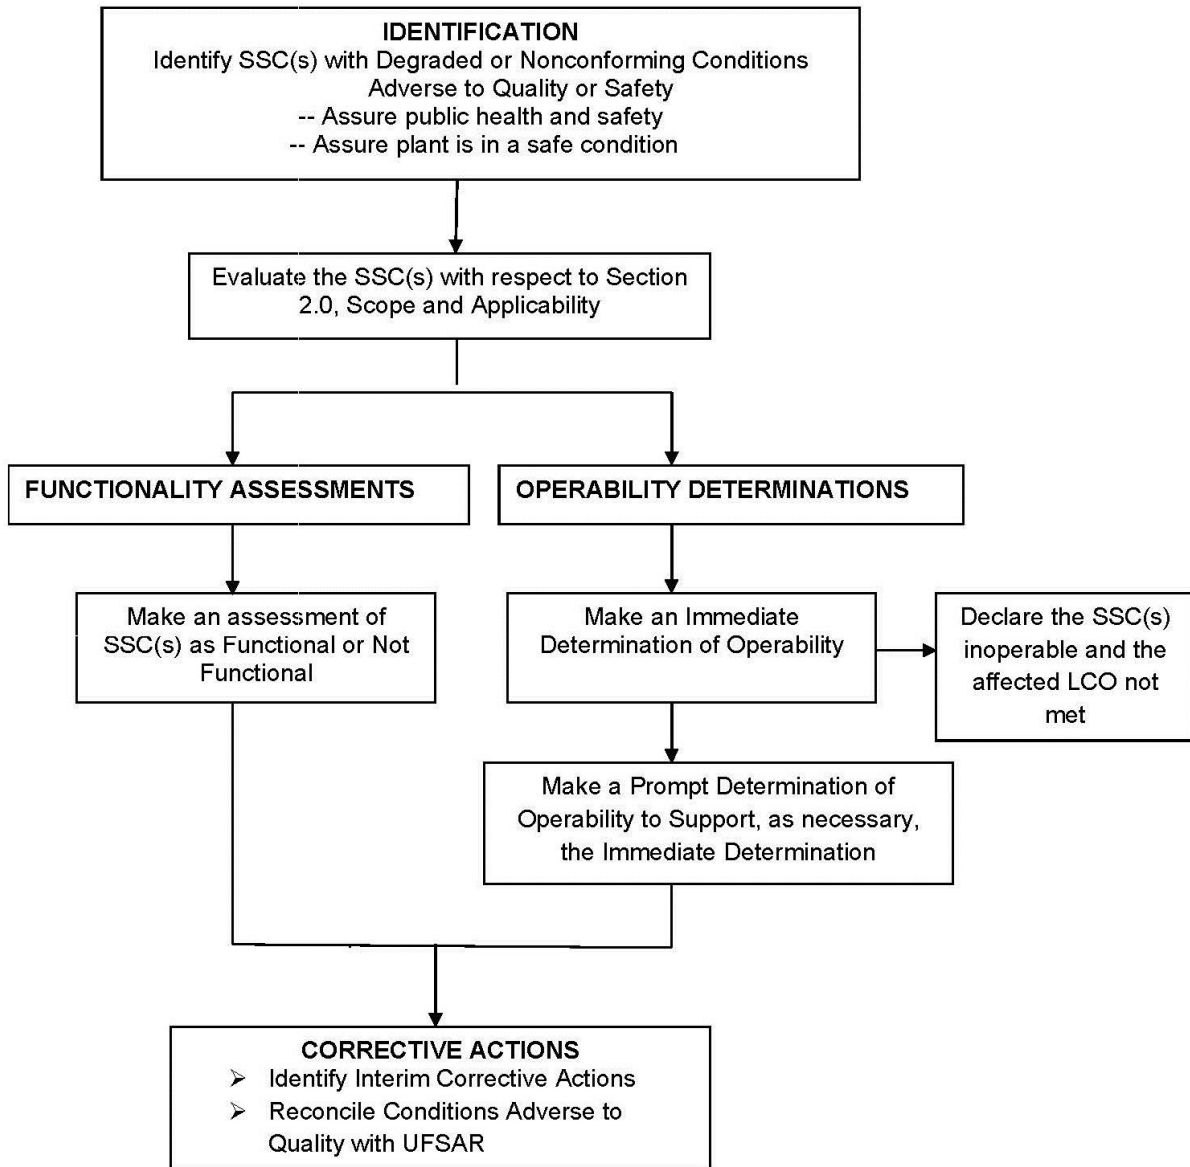 IDENTIFICATION
Identify SSC(s) with Degraded or Nonconforming Conditions
Adverse to Quality or Safety
-- Assure public health and safety
-- Assure plant is in a safe condition
Evaluate the SSC(s) with respect to Section
2.0, Scope and Applicability
FUNCTIONALITY ASSESSMENTS
OPERABILITY DETERMINATIONS
Make an assessment of
SSC(s) as Functional or Not
Functional
Make an Immediate
Determination of Operability
Declare the SSC(s)
inoperable and the
affected LCO not
met
Make a Prompt Determination of
Operability to Support, as necessary,
the Immediate Determination
CORRECTIVE ACTIONS
➢ Identify Interim Corrective Actions
➢ Reconcile Conditions Adverse to
Quality with UFSAR